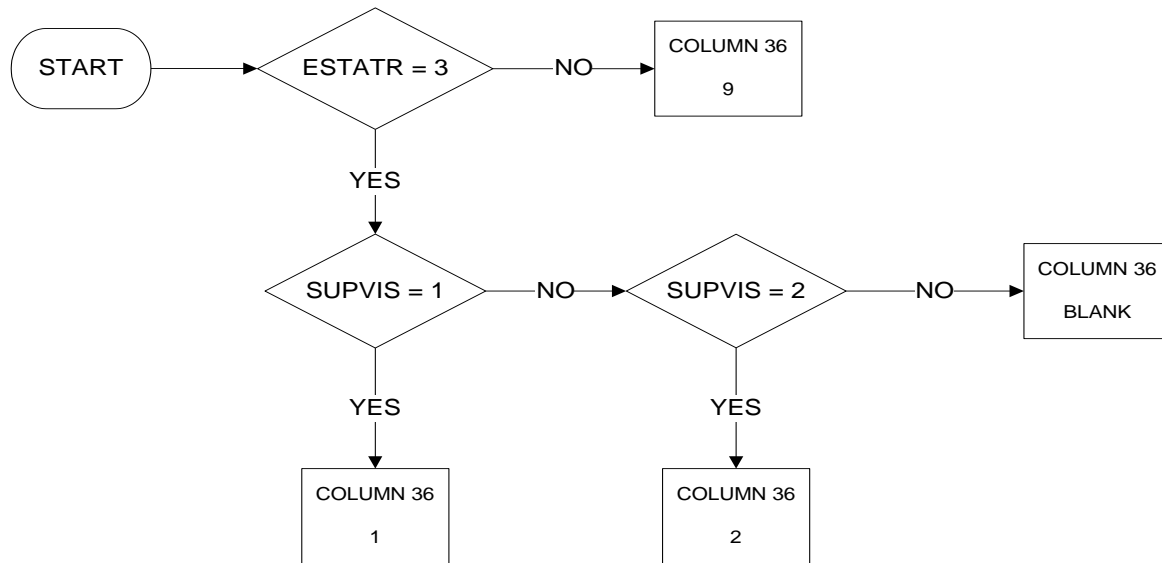 START
ESTATR = 3
NO
COLUMN 36
9
YES
SUPVIS = 1
NO
SUPVIS = 2
NO
COLUMN 36
BLANK
YES
YES
COLUMN 36
1
COLUMN 36
2